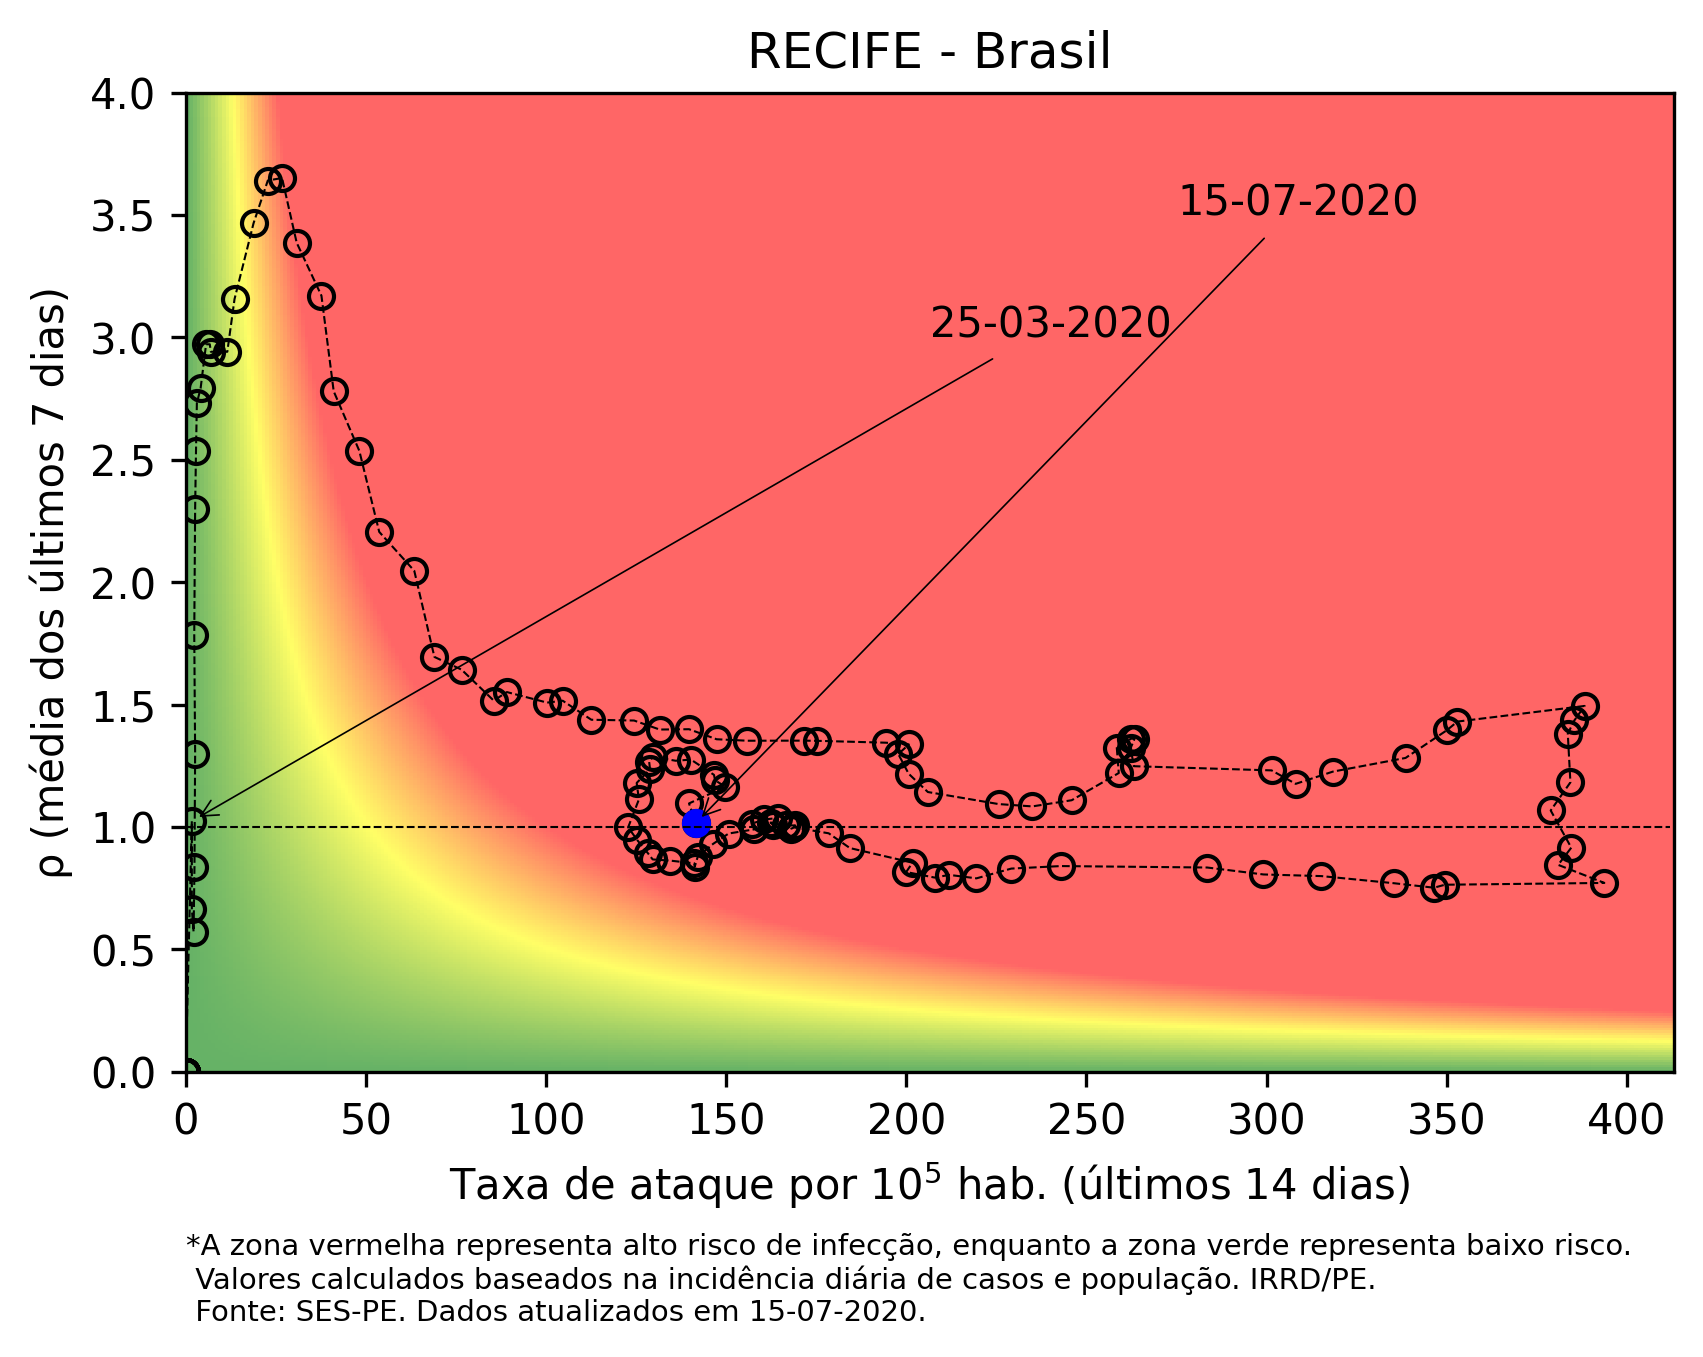 RECIFE - Brasil
4.0
3.5
3.0
2.5
2.0
1.5
1.0
0.5
0.0
ρ (média dos últimos 7 dias)
15-07-2020
25-03-2020
0 50 100 150 200 250 300 350 400
Taxa de ataque por 10⁵ hab. (últimos 14 dias)
*A zona vermelha representa alto risco de infecção, enquanto a zona verde representa baixo risco.
Valores calculados baseados na incidência diária de casos e população. IRRD/PE.
Fonte: SES-PE. Dados atualizados em 15-07-2020.